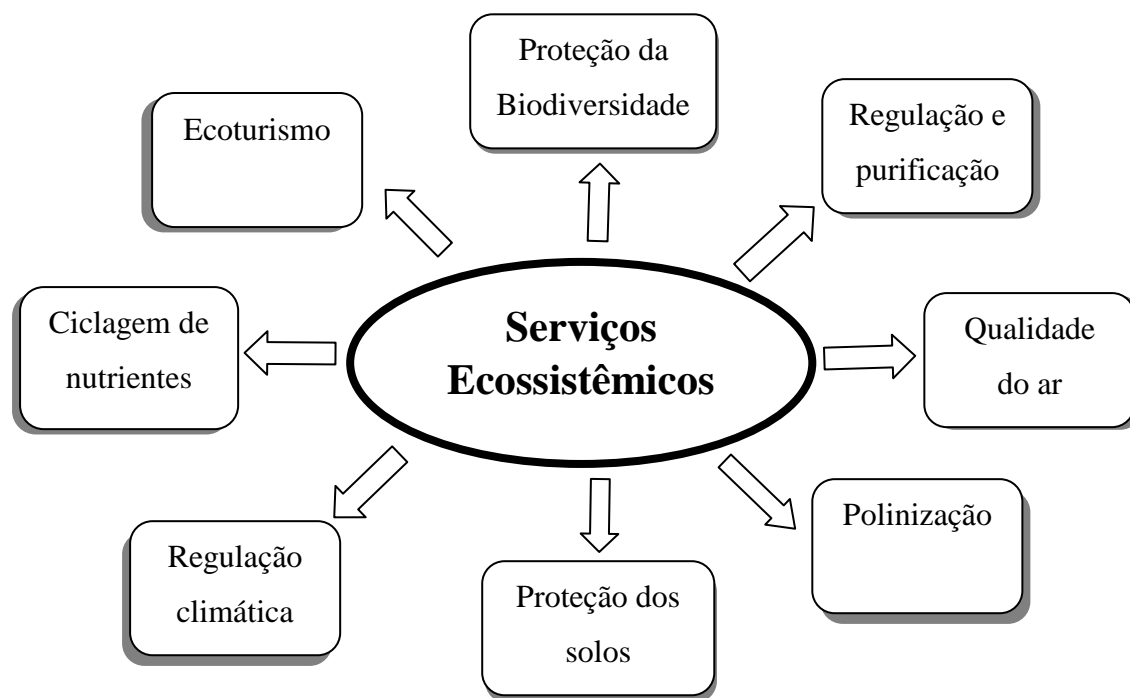 Proteção da
Biodiversidade
Ecoturismo
Regulação e
purificação
Serviços
Ecossistêmicos
Ciclagem de
nutrientes
Qualidade
do ar
Polinização
Regulação
climática
Proteção dos
solos